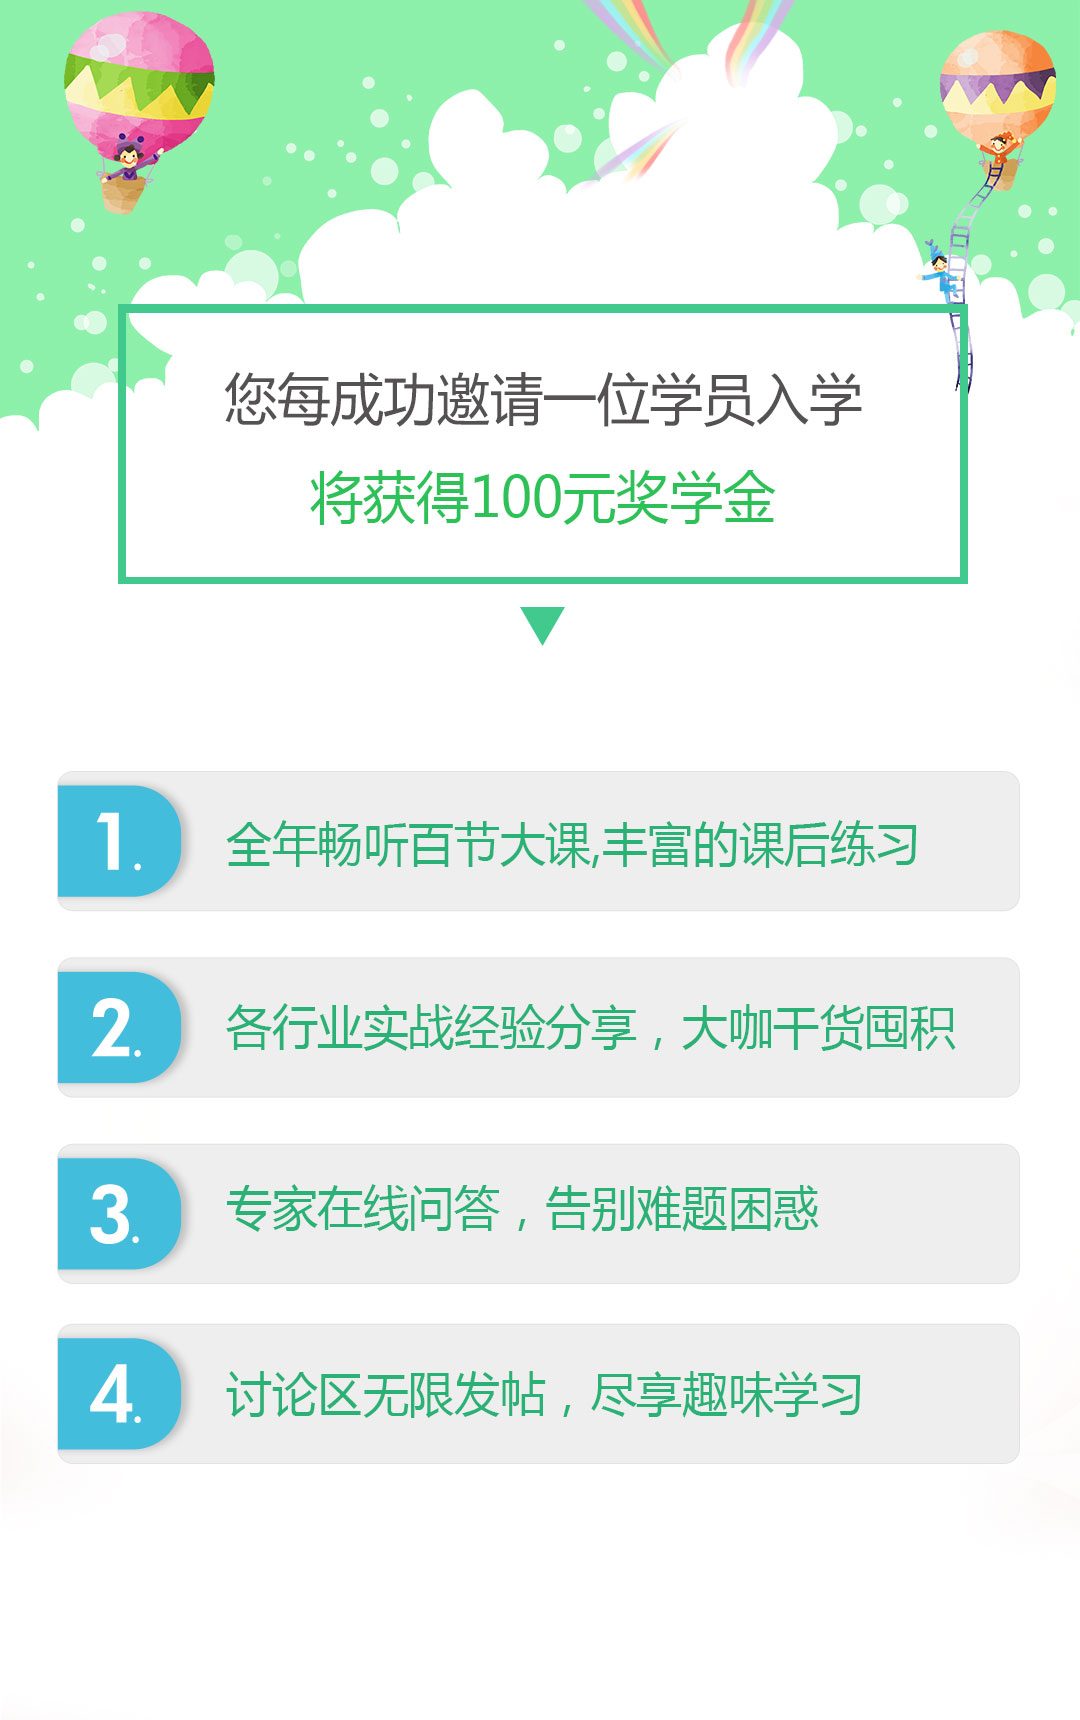 您每成功邀请一位学员入学
将获得100元奖学金
1.
全年畅听百节大课,丰富的课后练习
2.
各行业实战经验分享，大咖干货囤积
3.
专家在线问答，告别难题困惑
4.
讨论区无限发帖，尽享趣味学习